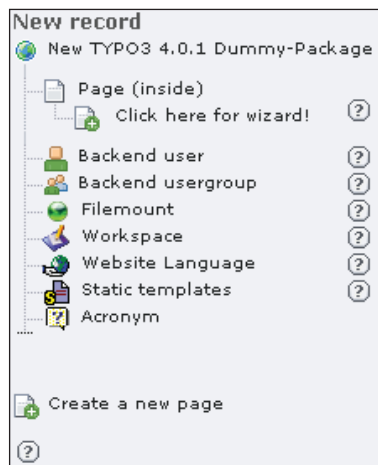 New record
New TYPO3 4.0.1 Dummy-Package
Page (inside)
Click here for wizard!
Backend user
Backend usergroup
Filemount
Workspace
Website Language
Static templates
Acronym
Create a new page